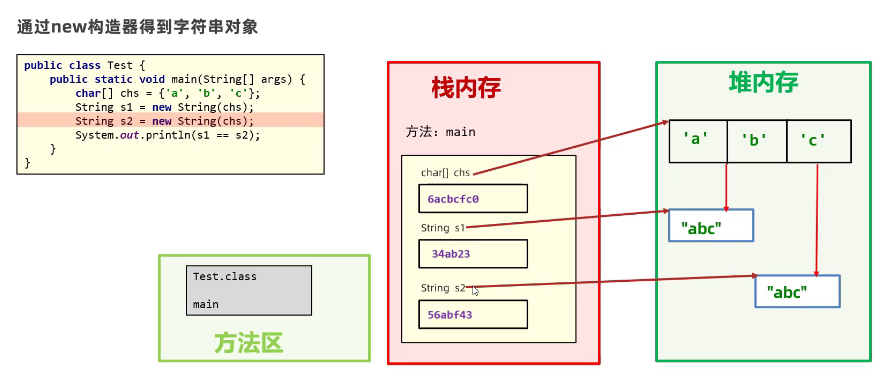 通过new构造器得到字符串对象
public class Test {
    public static void main(String[] args) {
        char[] chs = {'a', 'b', 'c'};
        String s1 = new String(chs);
        String s2 = new String(chs);
        System.out.println(s1 == s2);
    }
}
栈内存
方法：main
char[] chs
6acbcfc0
String s1
34ab23
String s2
56abf43
堆内存
'a' 'b' 'c'
"abc"
"abc"
Test.class
main
方法区